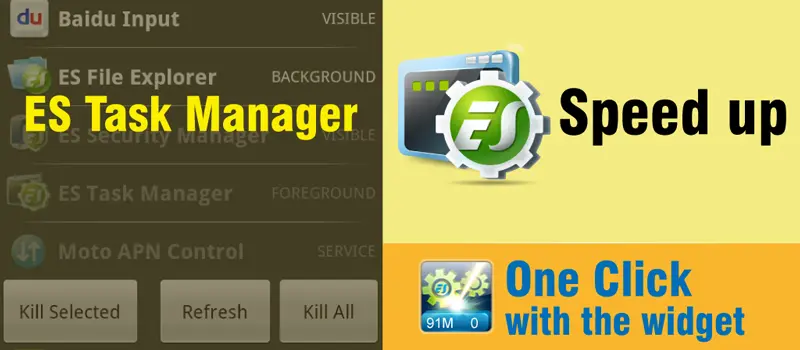 du Baidu Input VISIBLE
ES File Explorer BACKGROUND
ES Task Manager
ES Security Manager VISIBLE
ES Task Manager FOREGROUND
Moto APN Control SERVICE
Kill Selected Refresh Kill All
ES Speed up
ES
91M 0
One Click
with the widget